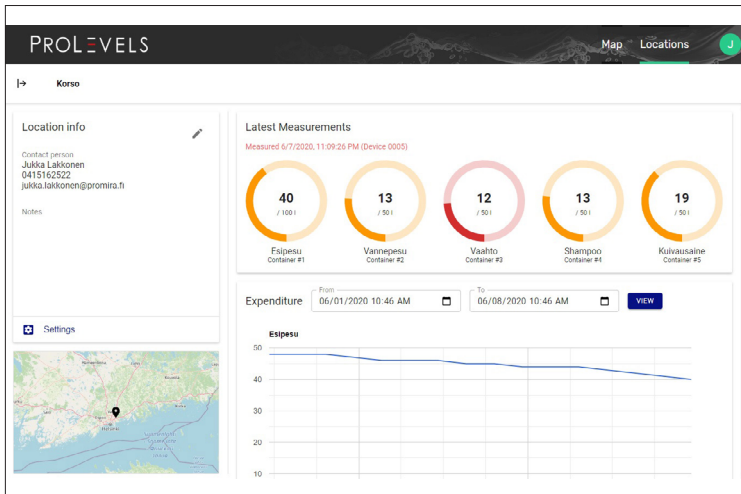 PROLEVELS
Map
Locations
J
Korso
Location info
Contact person
Jukka Lakkonen
0415162522
jukka.lakkonen@promira.fi
Notes
Settings
Latest Measurements
Measured 6/7/2020, 11:09:26 PM (Device 0005)
40
/ 100 l
Esipesu
Container #1
13
/ 50 l
Vannepesu
Container #2
12
/ 50 l
Vaahto
Container #3
13
/ 50 l
Shampoo
Container #4
19
/ 50 l
Kuivausaine
Container #5
Expenditure
From
06/01/2020 10:46 AM
To
06/08/2020 10:46 AM
VIEW
Esipesu
50
40
30
20
10